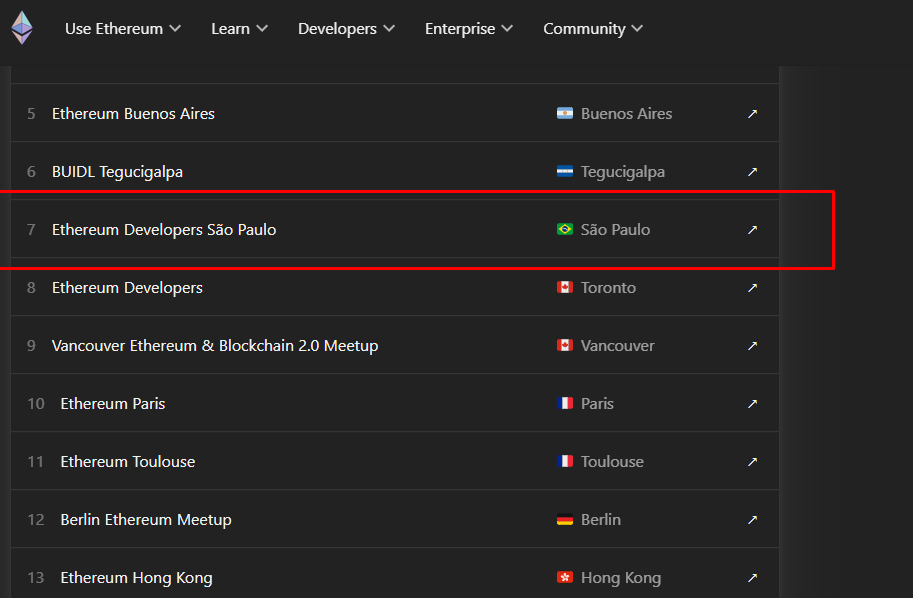 Use Ethereum Learn Developers Enterprise Community
5 Ethereum Buenos Aires Buenos Aires ↗
6 BUIDL Tegucigalpa Tegucigalpa ↗
7 Ethereum Developers São Paulo São Paulo ↗
8 Ethereum Developers Toronto ↗
9 Vancouver Ethereum & Blockchain 2.0 Meetup Vancouver ↗
10 Ethereum Paris Paris ↗
11 Ethereum Toulouse Toulouse ↗
12 Berlin Ethereum Meetup Berlin ↗
13 Ethereum Hong Kong Hong Kong ↗